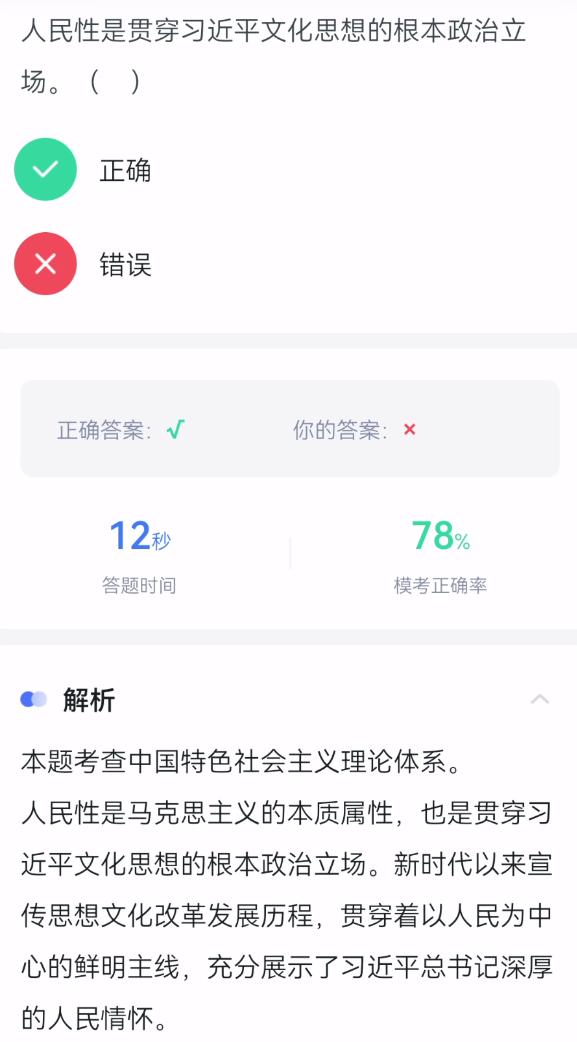 人民性是贯穿习近平文化思想的根本政治立
场。（ ）
正确
错误
正确答案: √ 你的答案: ×
12秒 78%
答题时间 模考正确率
解析
本题考查中国特色社会主义理论体系。
人民性是马克思主义的本质属性，也是贯穿习
近平文化思想的根本政治立场。新时代以来宣
传思想文化改革发展历程，贯穿着以人民为中
心的鲜明主线，充分展示了习近平总书记深厚
的人民情怀。